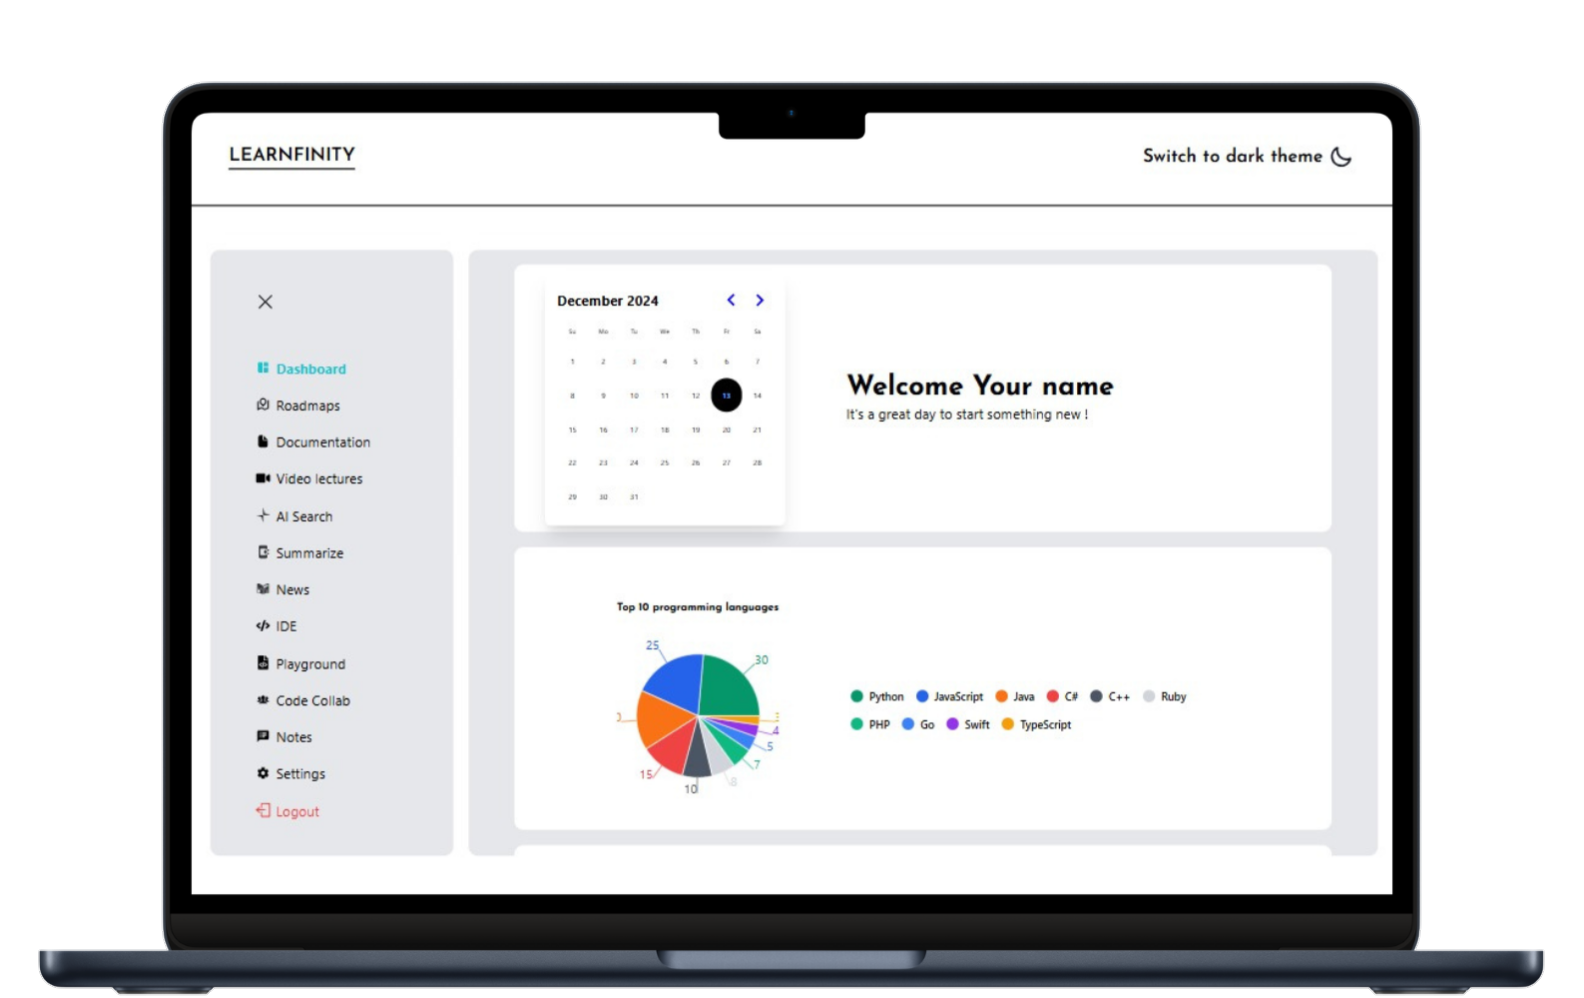 LEARNFINITY
Switch to dark theme
Dashboard
Roadmaps
Documentation
Video lectures
AI Search
Summarize
News
IDE
Playground
Code Collab
Notes
Settings
Logout
December 2024
Su Mo Tu We Th Fr Sa
1 2 3 4 5 6 7
8 9 10 11 12 13 14
15 16 17 18 19 20 21
22 23 24 25 26 27 28
29 30 31
Welcome Your name
It's a great day to start something new !
Top 10 programming languages
25
30
3
4
5
7
8
10
15
Python JavaScript Java C# C++ Ruby
PHP Go Swift TypeScript